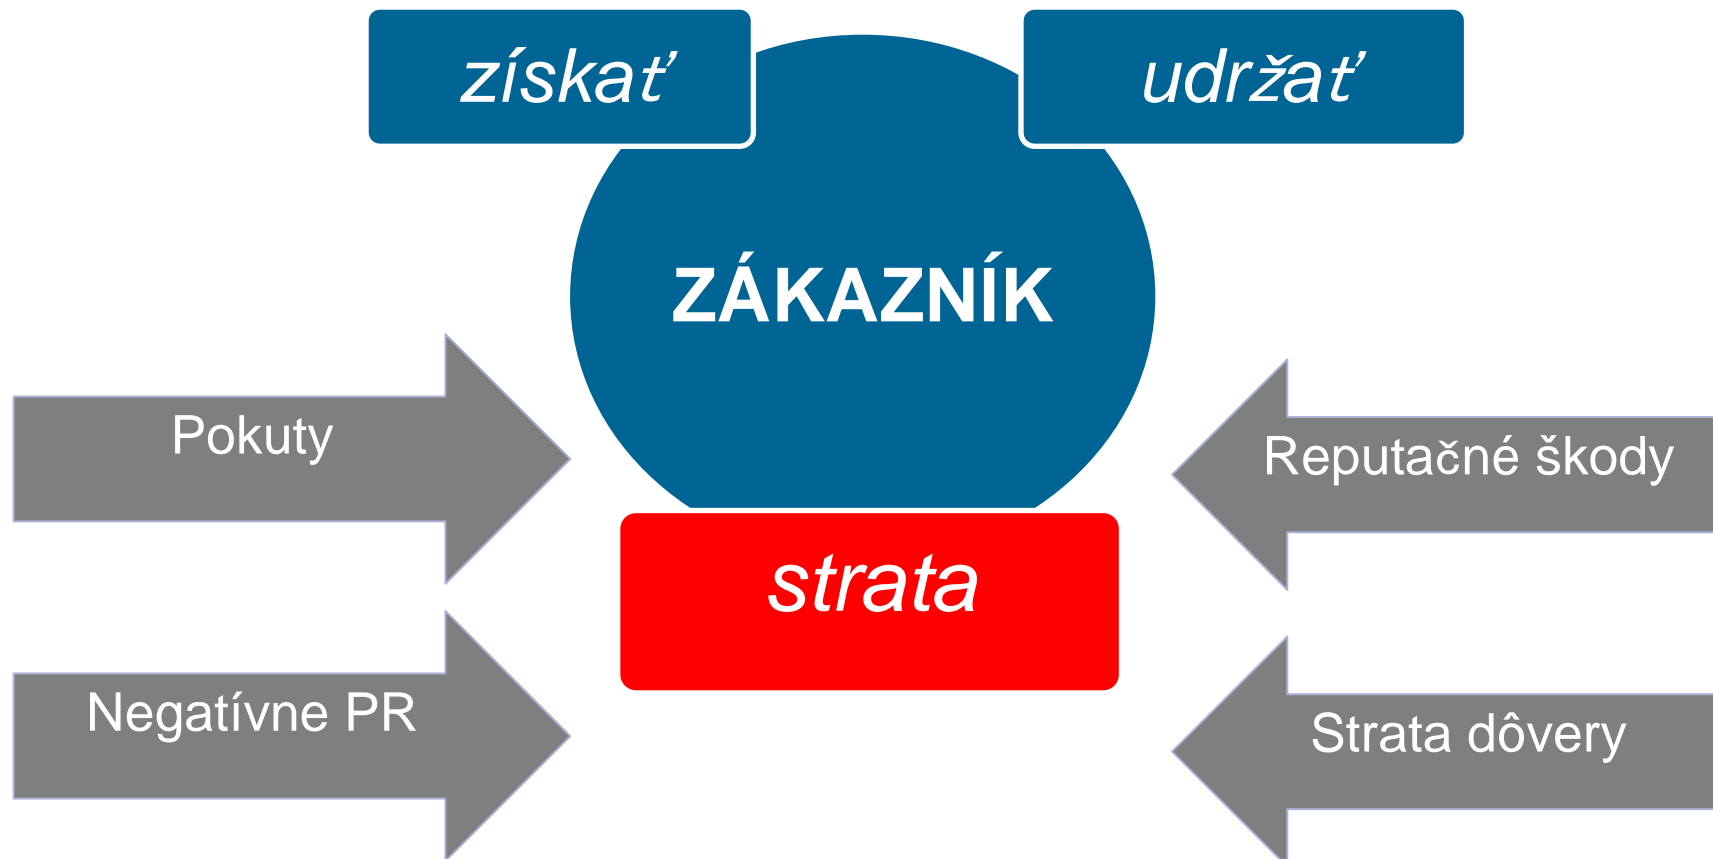 získať
udržať
ZÁKAZNÍK
Pokuty
Reputačné škody
strata
Negatívne PR
Strata dôvery